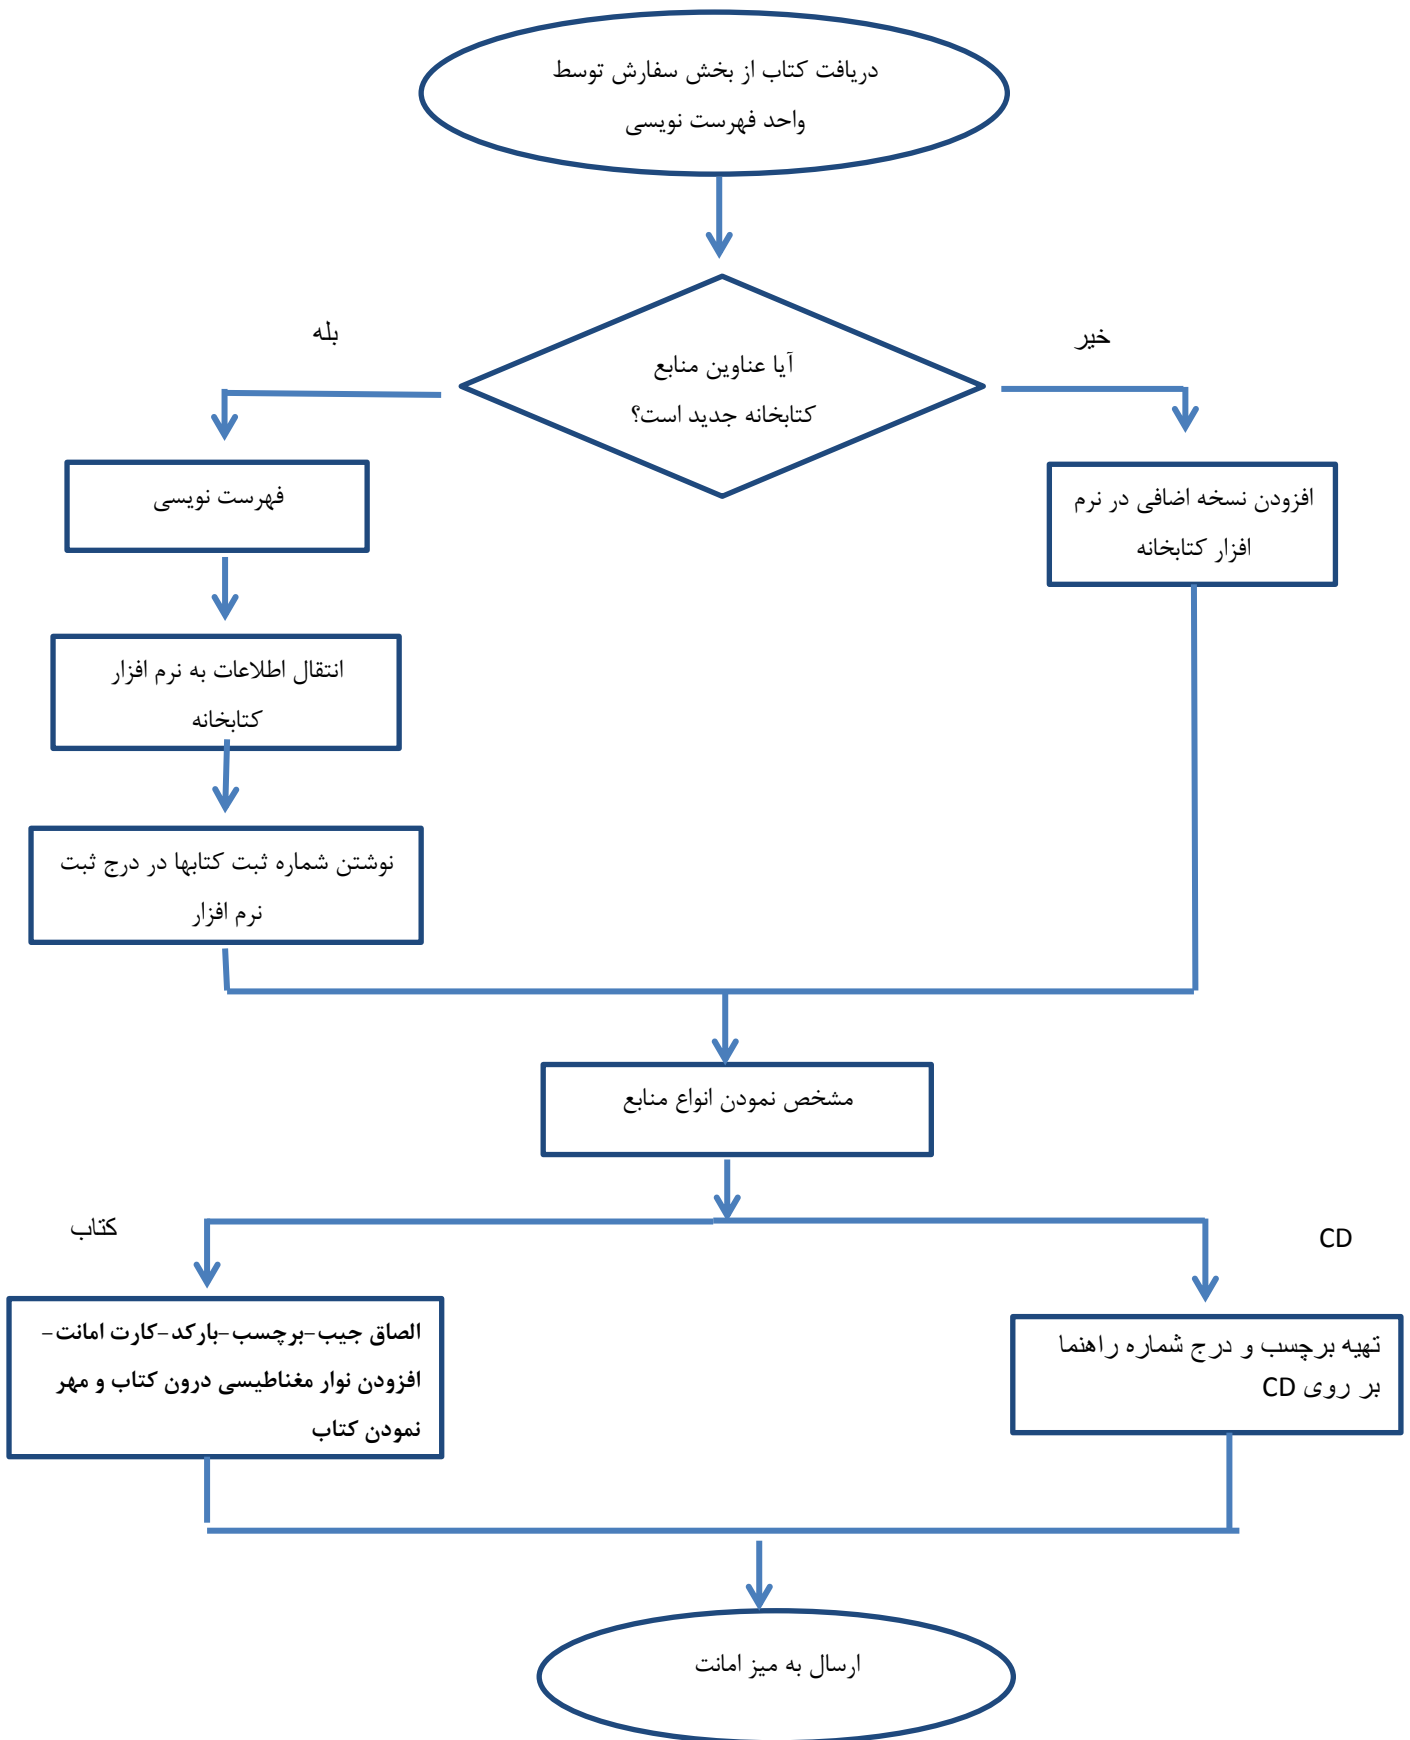 دریافت کتاب از بخش سفارش توسط
واحد فهرست نویسی
خیر
بله
آیا عناوین منابع
کتابخانه جدید است؟
افزودن نسخه اضافی در نرم
افزار کتابخانه
فهرست نویسی
انتقال اطلاعات به نرم افزار
کتابخانه
نوشتن شماره ثبت کتابها در درج ثبت
نرم افزار
مشخص نمودن انواع منابع
CD
کتاب
تهیه برچسب و درج شماره راهنما
بر روی CD
الصاق جیب-برچسب-بارکد-کارت امانت-
افزودن نوار مغناطیسی درون کتاب و مهر
نمودن کتاب
ارسال به میز امانت